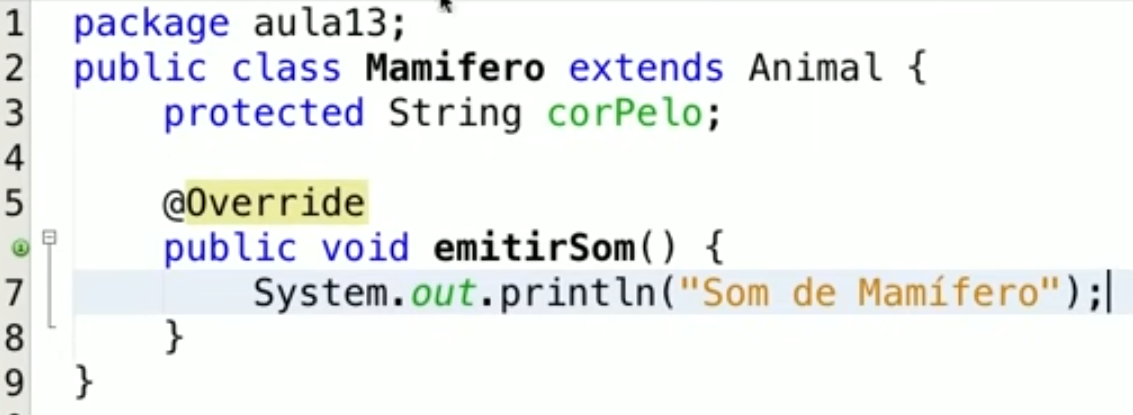 1 package aula13;
2 public class Mamifero extends Animal {
3     protected String corPelo;
4
5     @Override
    public void emitirSom() {
7         System.out.println("Som de Mamífero");
8     }
9 }